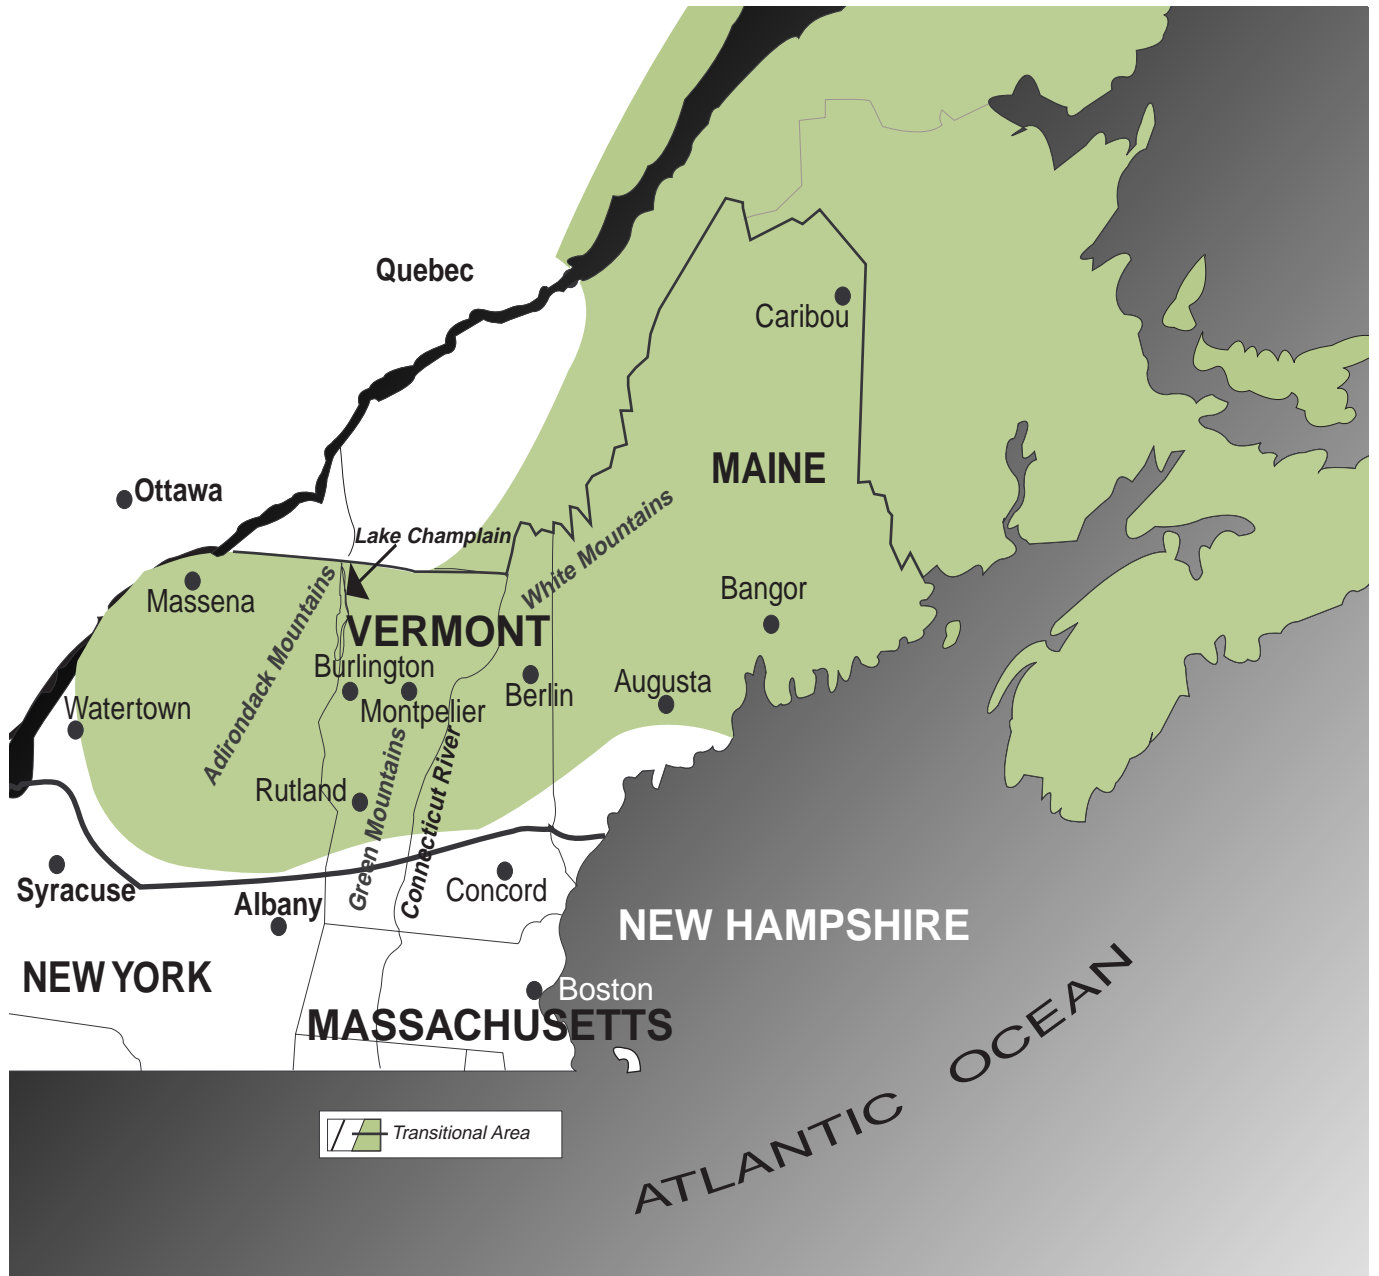 Quebec
Caribou
MAINE
Ottawa
White Mountains
Lake Champlain
Massena
Adirondack Mountains
VERMONT
Bangor
Burlington
Berlin
Augusta
Watertown
Montpelier
Rutland
Green Mountains
Connecticut River
Syracuse
Albany
Concord
NEW HAMPSHIRE
NEW YORK
Boston
MASSACHUSETTS
ATLANTIC OCEAN
Transitional Area